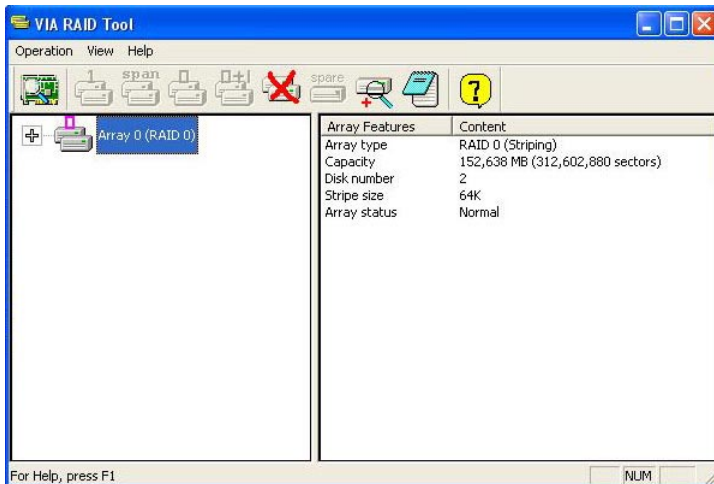 VIA RAID Tool
Operation View Help
1 span 0 0+1 spare ?
Array 0 (RAID 0)
Array Features Content
Array type RAID 0 (Striping)
Capacity 152,638 MB (312,602,880 sectors)
Disk number 2
Stripe size 64K
Array status Normal
For Help, press F1 NUM